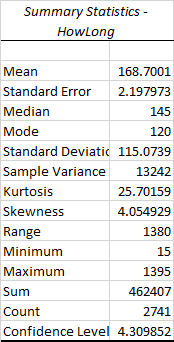 Summary Statistics -
HowLong
Mean 168.7001
Standard Error 2.197973
Median 145
Mode 120
Standard Deviatic 115.0739
Sample Variance 13242
Kurtosis 25.70159
Skewness 4.054929
Range 1380
Minimum 15
Maximum 1395
Sum 462407
Count 2741
Confidence Level 4.309852